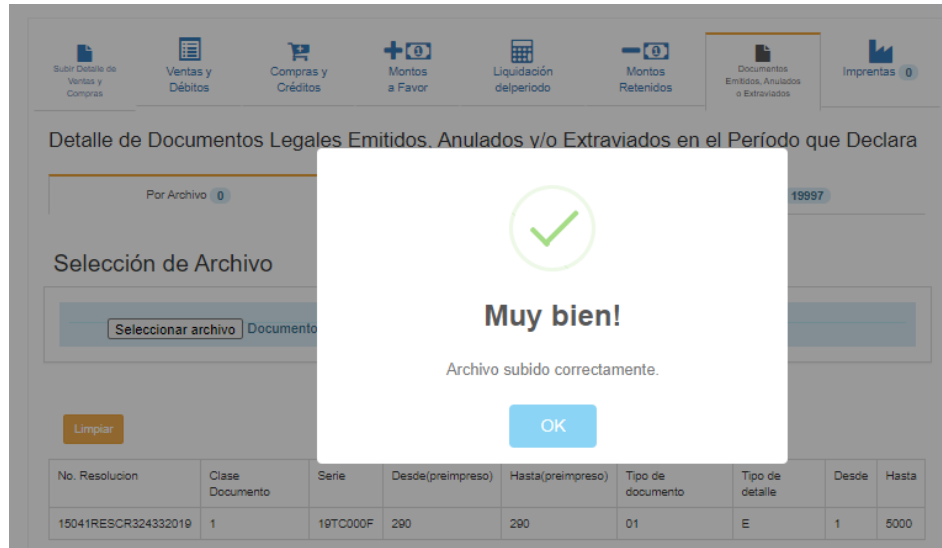 Subir Detalle de
Ventas y
Compras
Ventas y
Débitos
Compras y
Créditos
Montos
a Favor
Liquidación
delperiodo
Montos
Retenidos
Documentos
Emitidos, Anulados
o Extraviados
Imprentas 0
Detalle de Documentos Legales Emitidos, Anulados y/o Extraviados en el Período que Declara
Por Archivo 0
19997
Selección de Archivo
Seleccionar archivo Documento
Muy bien!
Archivo subido correctamente.
OK
Limpiar
No. Resolucion
Clase
Documento
Serie
Desde(preimpreso)
Hasta(preimpreso)
Tipo de
documento
Tipo de
detalle
Desde
Hasta
15041RESCR324332019 1 19TC000F 290 290 01 E 1 5000